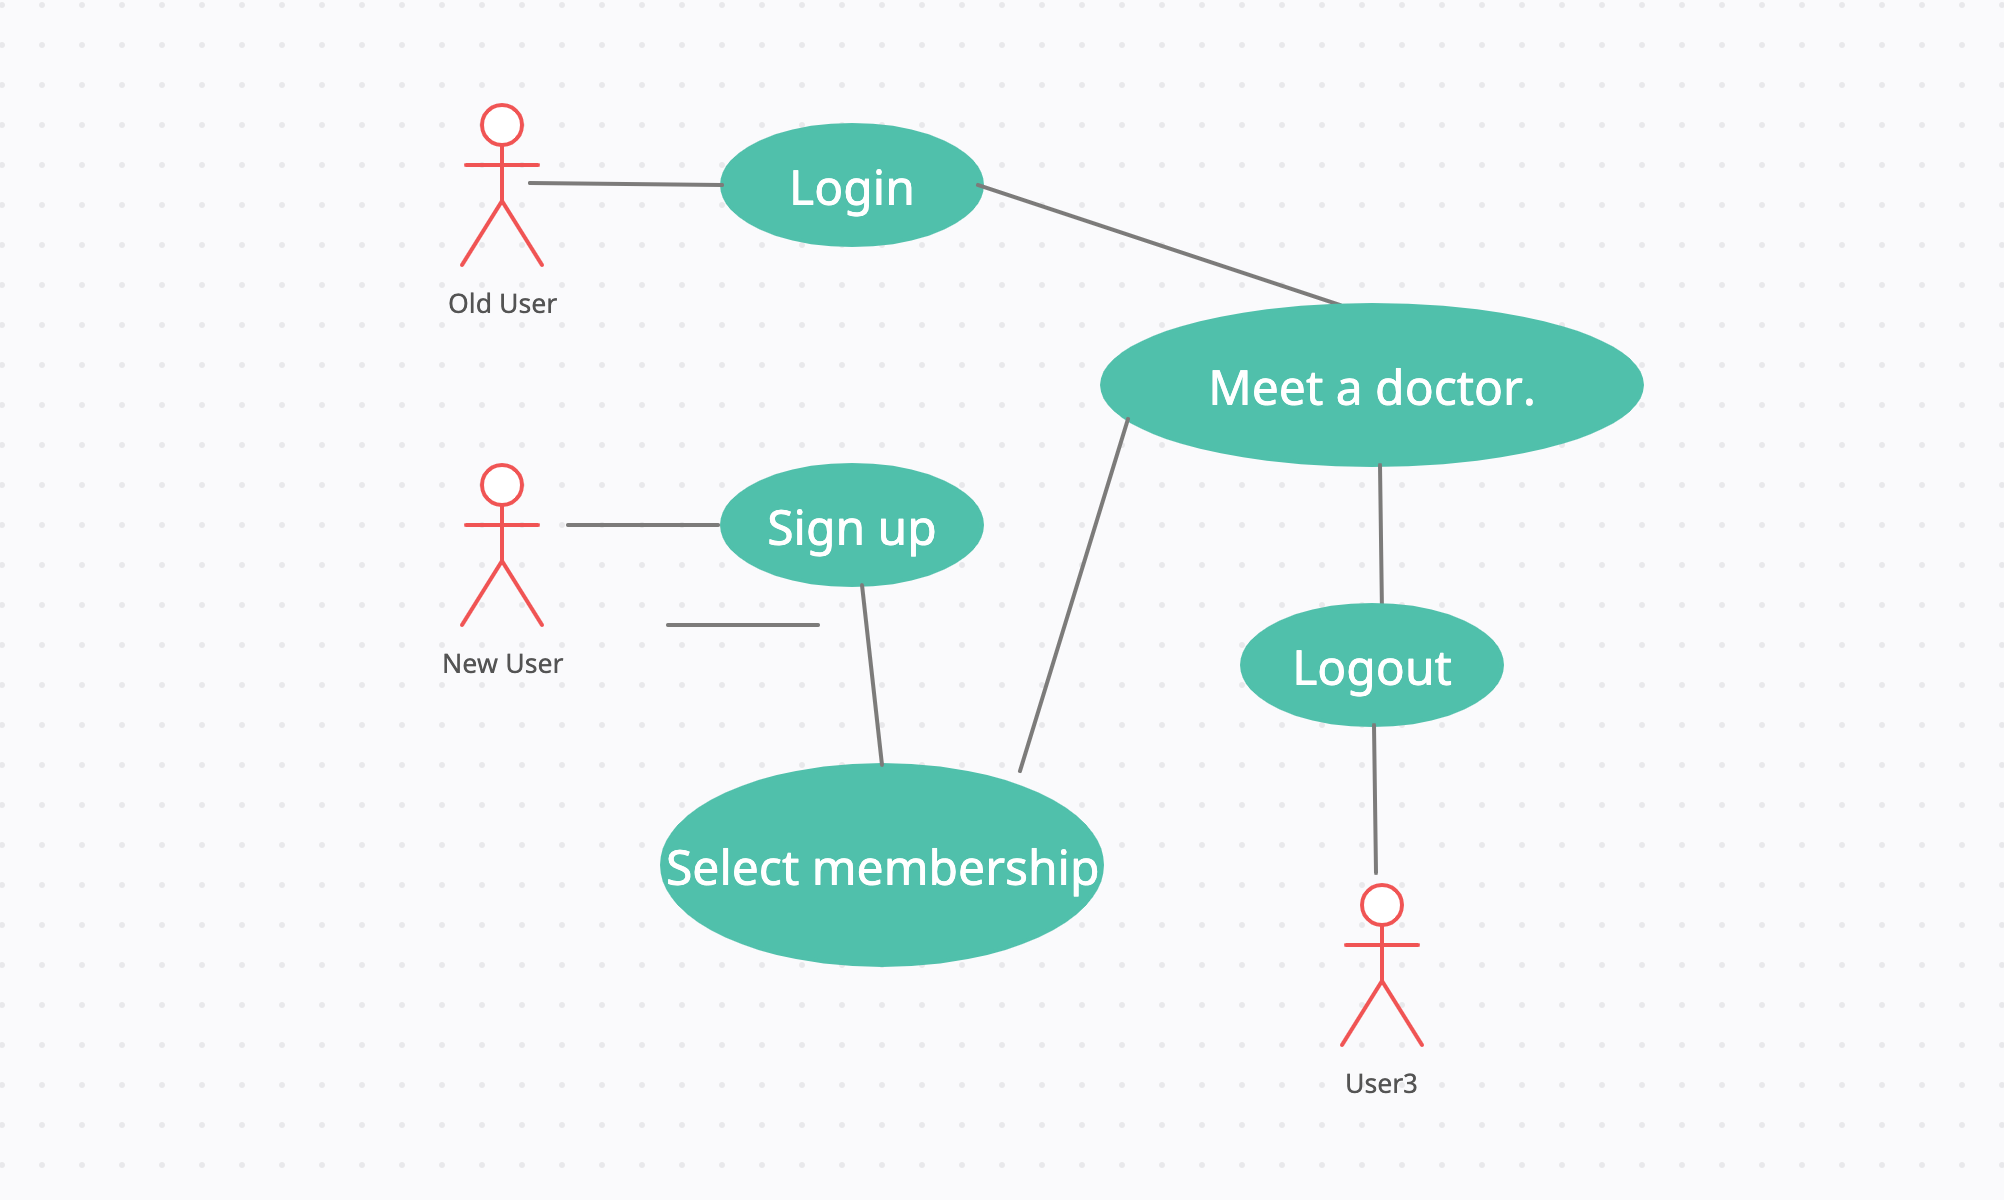 Login
Old User
Meet a doctor.
Sign up
New User
Logout
Select membership
User3